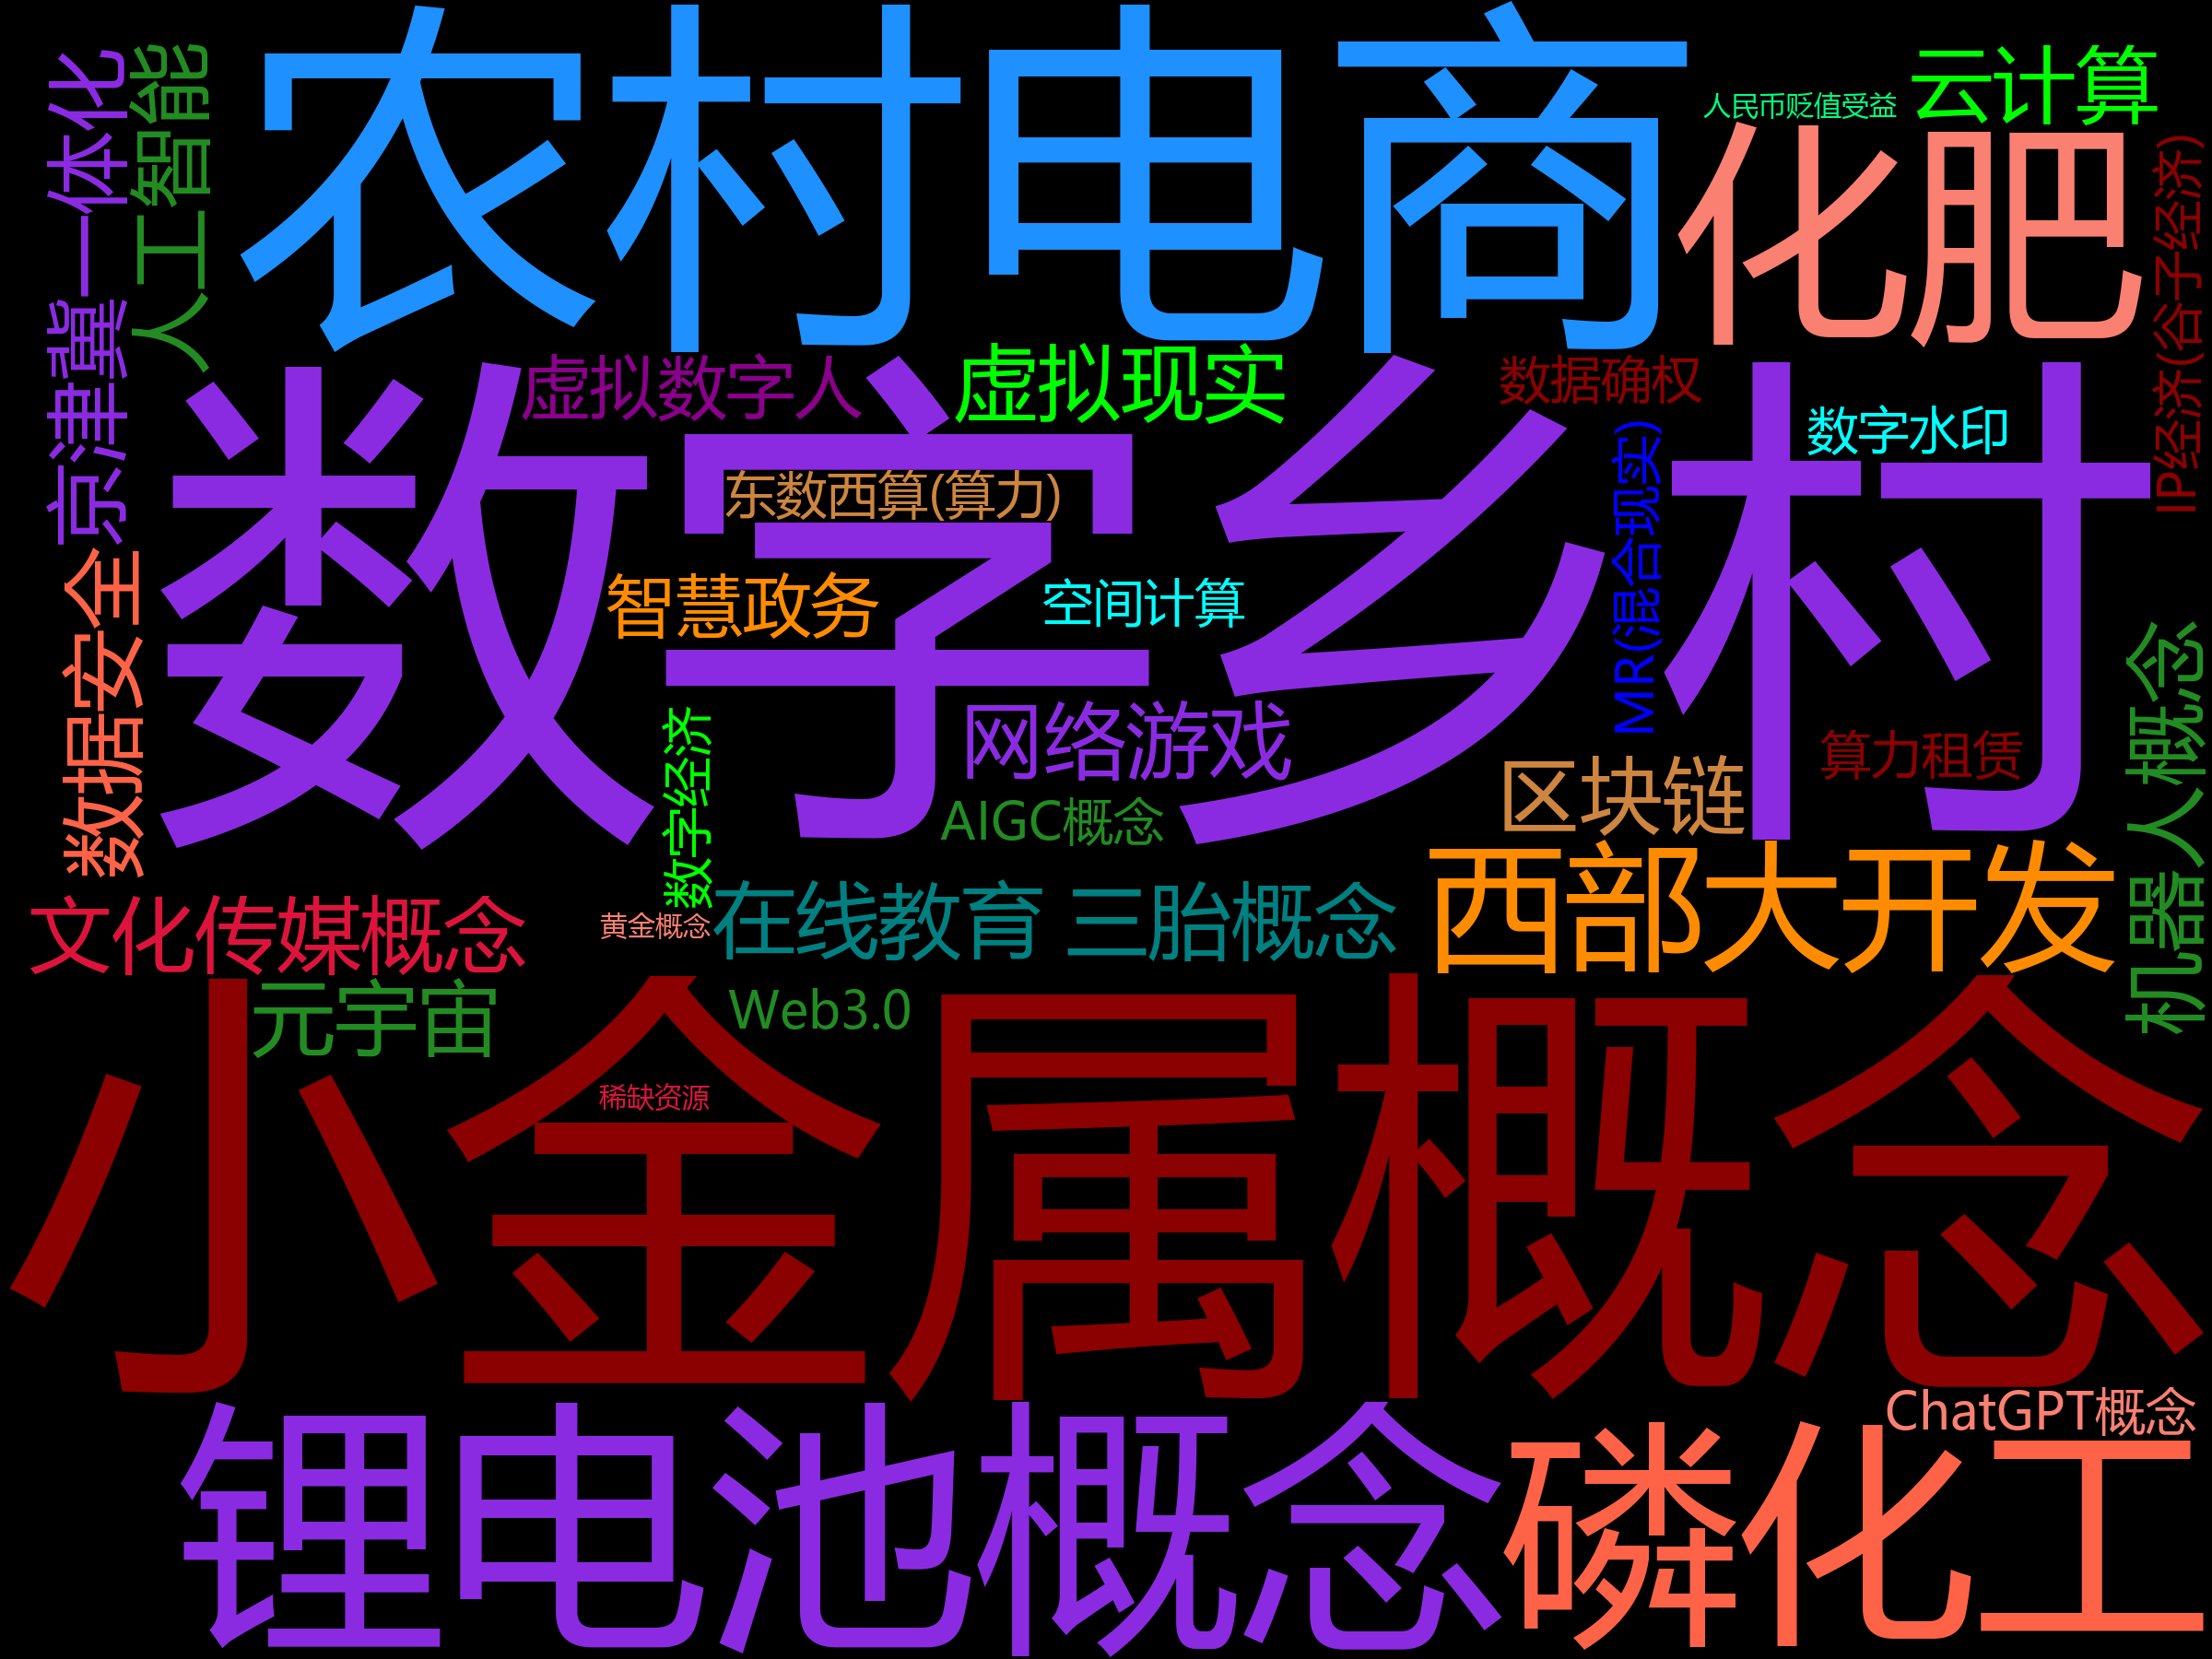 农村电商
云计算
人民币贬值受益
化肥
京津冀一体化
人工智能
IP经济(谷子经济)
虚拟数字人
虚拟现实
数据确权
数字水印
数字乡村
东数西算(算力)
MR(混合现实)
智慧政务
空间计算
数据安全
网络游戏
算力租赁
数字经济
AIGC概念
区块链
机器人概念
西部大开发
文化传媒概念
黄金概念
在线教育
三胎概念
元宇宙
Web3.0
小金属概念
稀缺资源
ChatGPT概念
锂电池概念
磷化工